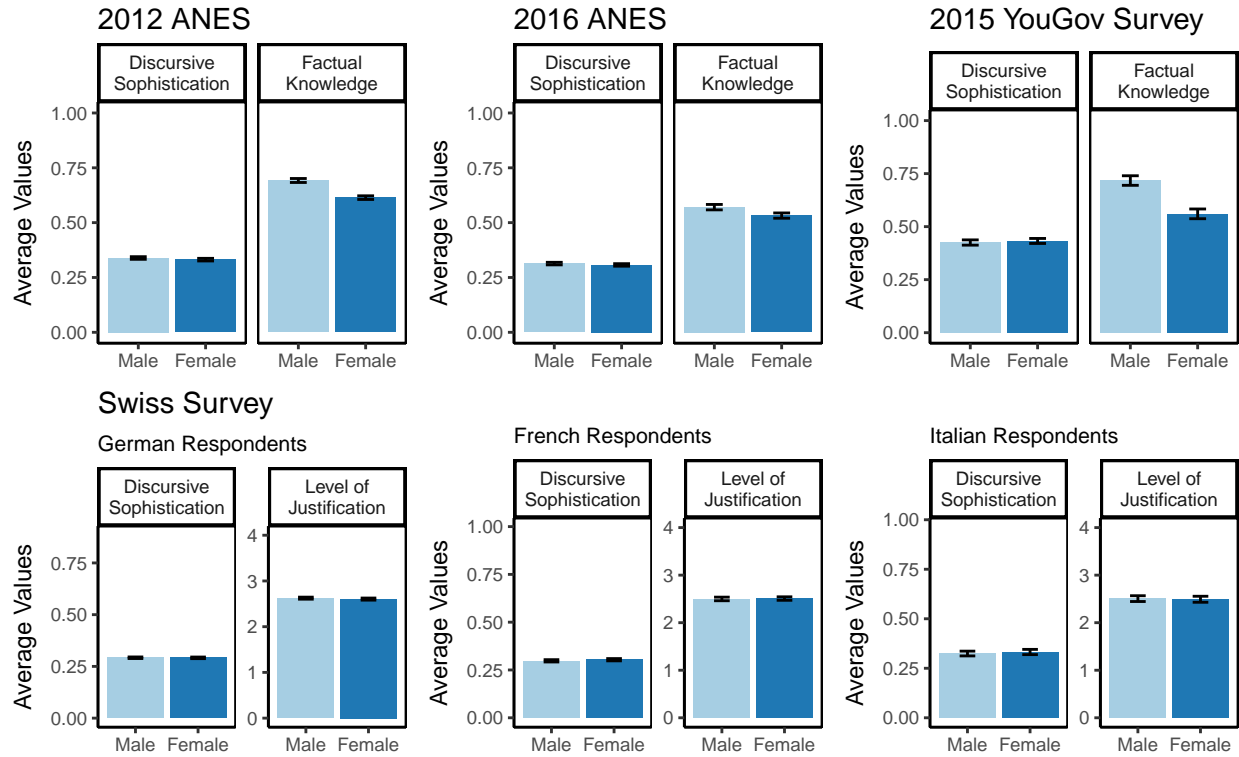 2012 ANES
Discursive
Sophistication
Factual
Knowledge
Average Values
1.00
0.75
0.50
0.25
0.00
Male
Female
Male
Female
2016 ANES
Discursive
Sophistication
Factual
Knowledge
Average Values
1.00
0.75
0.50
0.25
0.00
Male
Female
Male
Female
2015 YouGov Survey
Discursive
Sophistication
Factual
Knowledge
Average Values
1.00
0.75
0.50
0.25
0.00
Male
Female
Male
Female
Swiss Survey
German Respondents
Discursive
Sophistication
Level of
Justification
Average Values
0.75
0.50
0.25
0.00
4
3
2
1
0
Male
Female
Male
Female
French Respondents
Discursive
Sophistication
Level of
Justification
Average Values
1.00
0.75
0.50
0.25
0.00
4
3
2
1
0
Male
Female
Male
Female
Italian Respondents
Discursive
Sophistication
Level of
Justification
Average Values
1.00
0.75
0.50
0.25
0.00
4
3
2
1
0
Male
Female
Male
Female